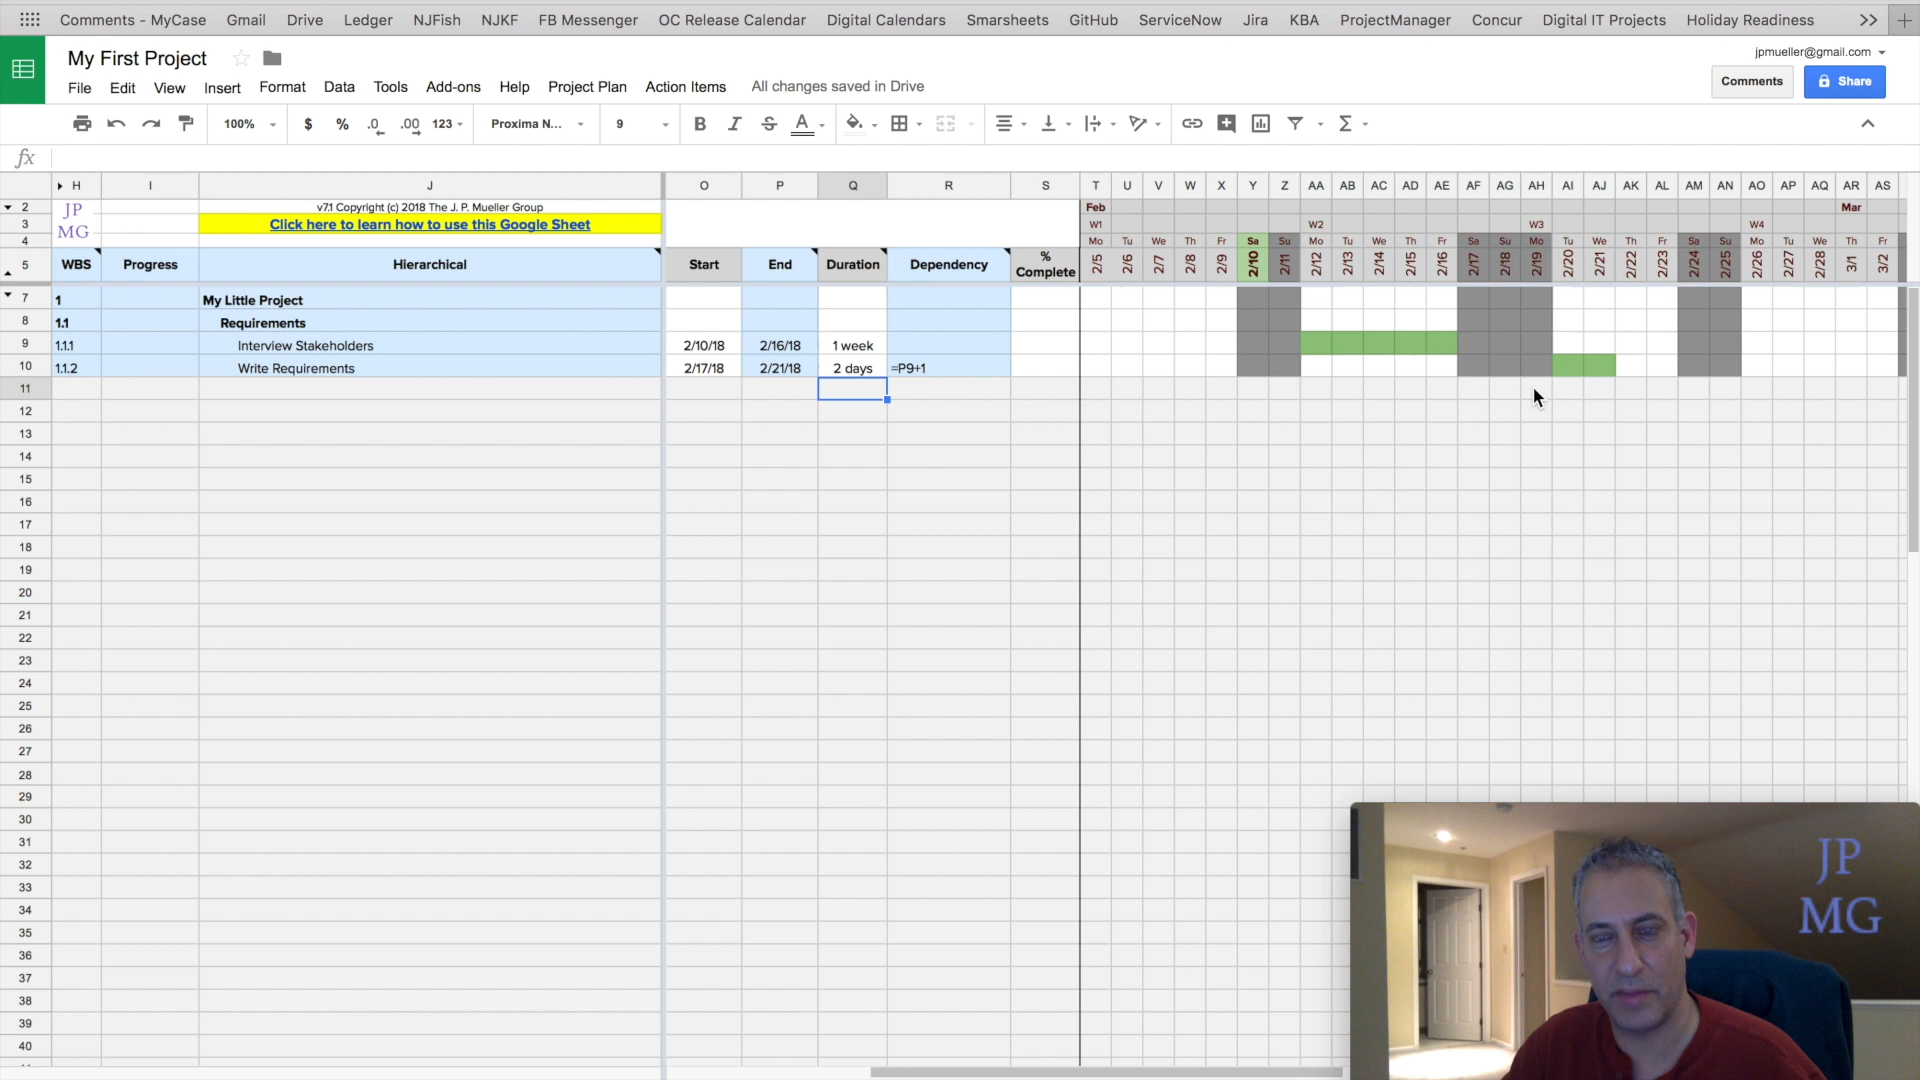 Comments - MyCase Gmail Drive Ledger NJFish NJKF FB Messenger OC Release Calendar Digital Calendars Smarsheets GitHub ServiceNow Jira KBA ProjectManager Concur Digital IT Projects Holiday Readiness
My First Project
jpmueller@gmail.com
File Edit View Insert Format Data Tools Add-ons Help Project Plan Action Items All changes saved in Drive
Comments Share
100% $ % .0 .00 123 Proxima N... 9 B I S A Σ
fx
H I J O P Q R S T U V W X Y Z AA AB AC AD AE AF AG AH AI AJ AK AL AM AN AO AP AQ AR AS
2 JP v7.1 Copyright (c) 2018 The J. P. Mueller Group Feb Mar
3 MG Click here to learn how to use this Google Sheet W1 W2 W3 W4
4 Mo Tu We Th Fr Sa Su Mo Tu We Th Fr Sa Su Mo Tu We Th Fr Sa Su Mo Tu We Th Fr
5 WBS Progress Hierarchical Start End Duration Dependency % Complete 2/5 2/6 2/7 2/8 2/9 2/10 2/11 2/12 2/13 2/14 2/15 2/16 2/17 2/18 2/19 2/20 2/21 2/22 2/23 2/24 2/25 2/26 2/27 2/28 3/1 3/2
7 1 My Little Project
8 1.1 Requirements
9 1.1.1 Interview Stakeholders 2/10/18 2/16/18 1 week
10 1.1.2 Write Requirements 2/17/18 2/21/18 2 days =P9+1
11
12
13
14
15
16
17
18
19
20
21
22
23
24
25
26
27
28
29
30
31
32
33
34
35
36
37
38
39
40
JP
MG